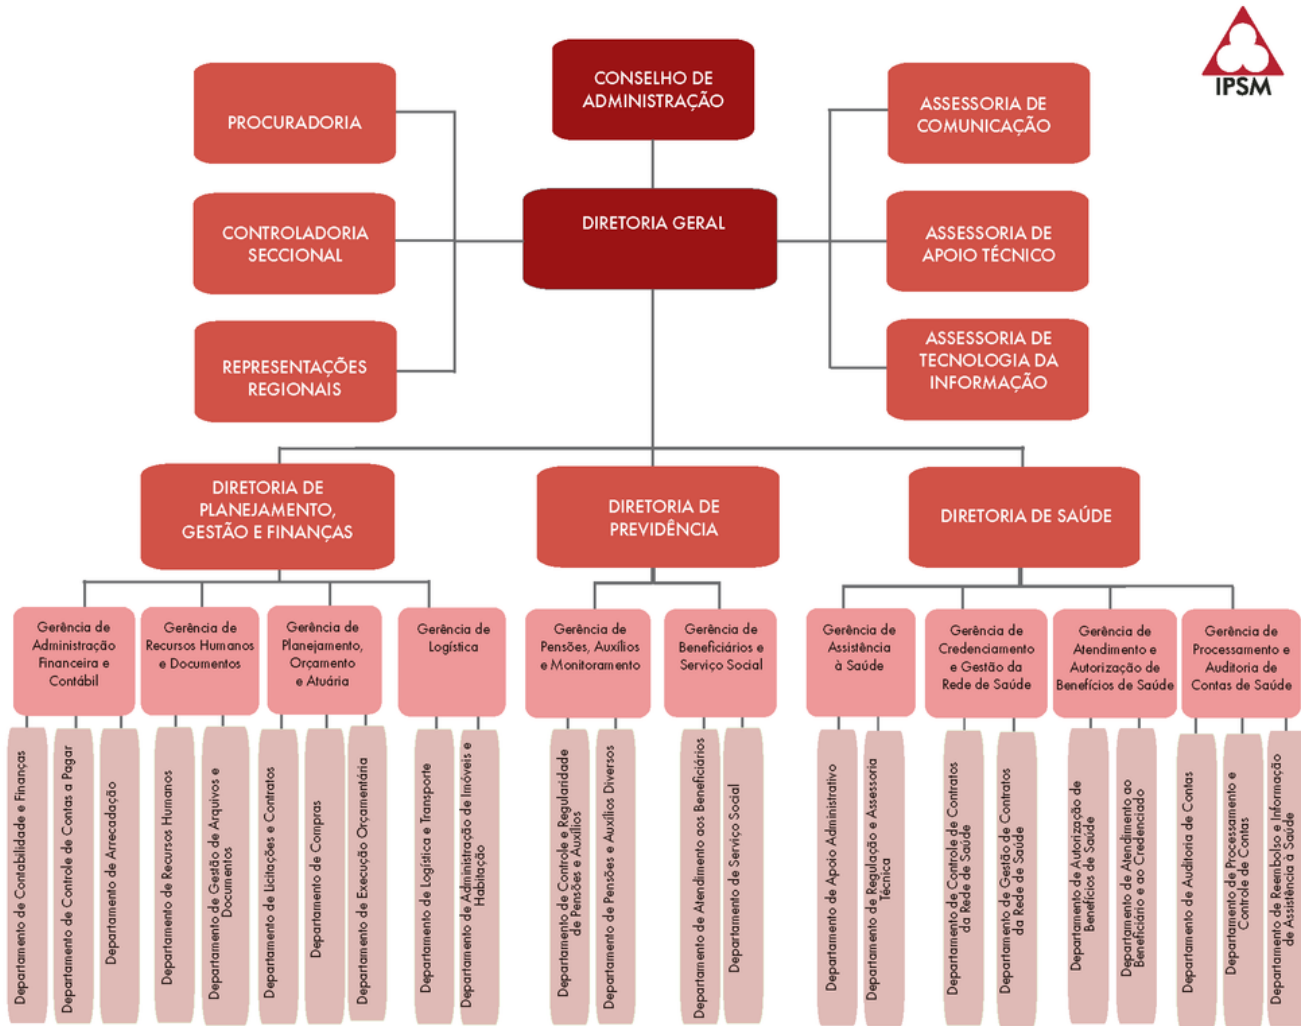 IPSM
CONSELHO DE
ADMINISTRAÇÃO
PROCURADORIA
ASSESSORIA DE
COMUNICAÇÃO
DIRETORIA GERAL
CONTROLADORIA
SECCIONAL
ASSESSORIA DE
APOIO TÉCNICO
REPRESENTAÇÕES
REGIONAIS
ASSESSORIA DE
TECNOLOGIA DA
INFORMAÇÃO
DIRETORIA DE
PLANEJAMENTO,
GESTÃO E FINANÇAS
DIRETORIA DE
PREVIDÊNCIA
DIRETORIA DE SAÚDE
Gerência de
Administração
Financeira e
Contábil
Gerência de
Recursos Humanos
e Documentos
Gerência de
Planejamento,
Orçamento
e Atuária
Gerência de
Logística
Gerência de
Pensões, Auxílios
e Monitoramento
Gerência de
Beneficiários e
Serviço Social
Gerência de
Assistência
à Saúde
Gerência de
Credenciamento
e Gestão da
Rede de Saúde
Gerência de
Atendimento e
Autorização de
Benefícios de Saúde
Gerência de
Processamento e
Auditoria de
Contas de Saúde
Departamento de Contabilidade e Finanças
Departamento de Controle de Contas a Pagar
Departamento de Arrecadação
Departamento de Recursos Humanos
Departamento de Gestão de Arquivos e
Documentos
Departamento de Licitações e Contratos
Departamento de Compras
Departamento de Execução Orçamentária
Departamento de Logística e Transporte
Departamento de Administração de Imóveis e
Habitação
Departamento de Controle e Regularidade
de Pensões e Auxílios
Departamento de Pensões e Auxílios Diversos
Departamento de Atendimento aos Beneficiários
Departamento de Serviço Social
Departamento de Apoio Administrativo
Departamento de Regulação e Assessoria
Técnica
Departamento de Controle de Contratos
da Rede de Saúde
Departamento de Gestão de Contratos
da Rede de Saúde
Departamento de Autorização de
Benefícios de Saúde
Departamento de Atendimento ao
Beneficiário e ao Credenciado
Departamento de Auditoria de Contas
Departamento de Processamento e
Controle de Contas
Departamento de Reembolso e Informação
de Assistência à Saúde